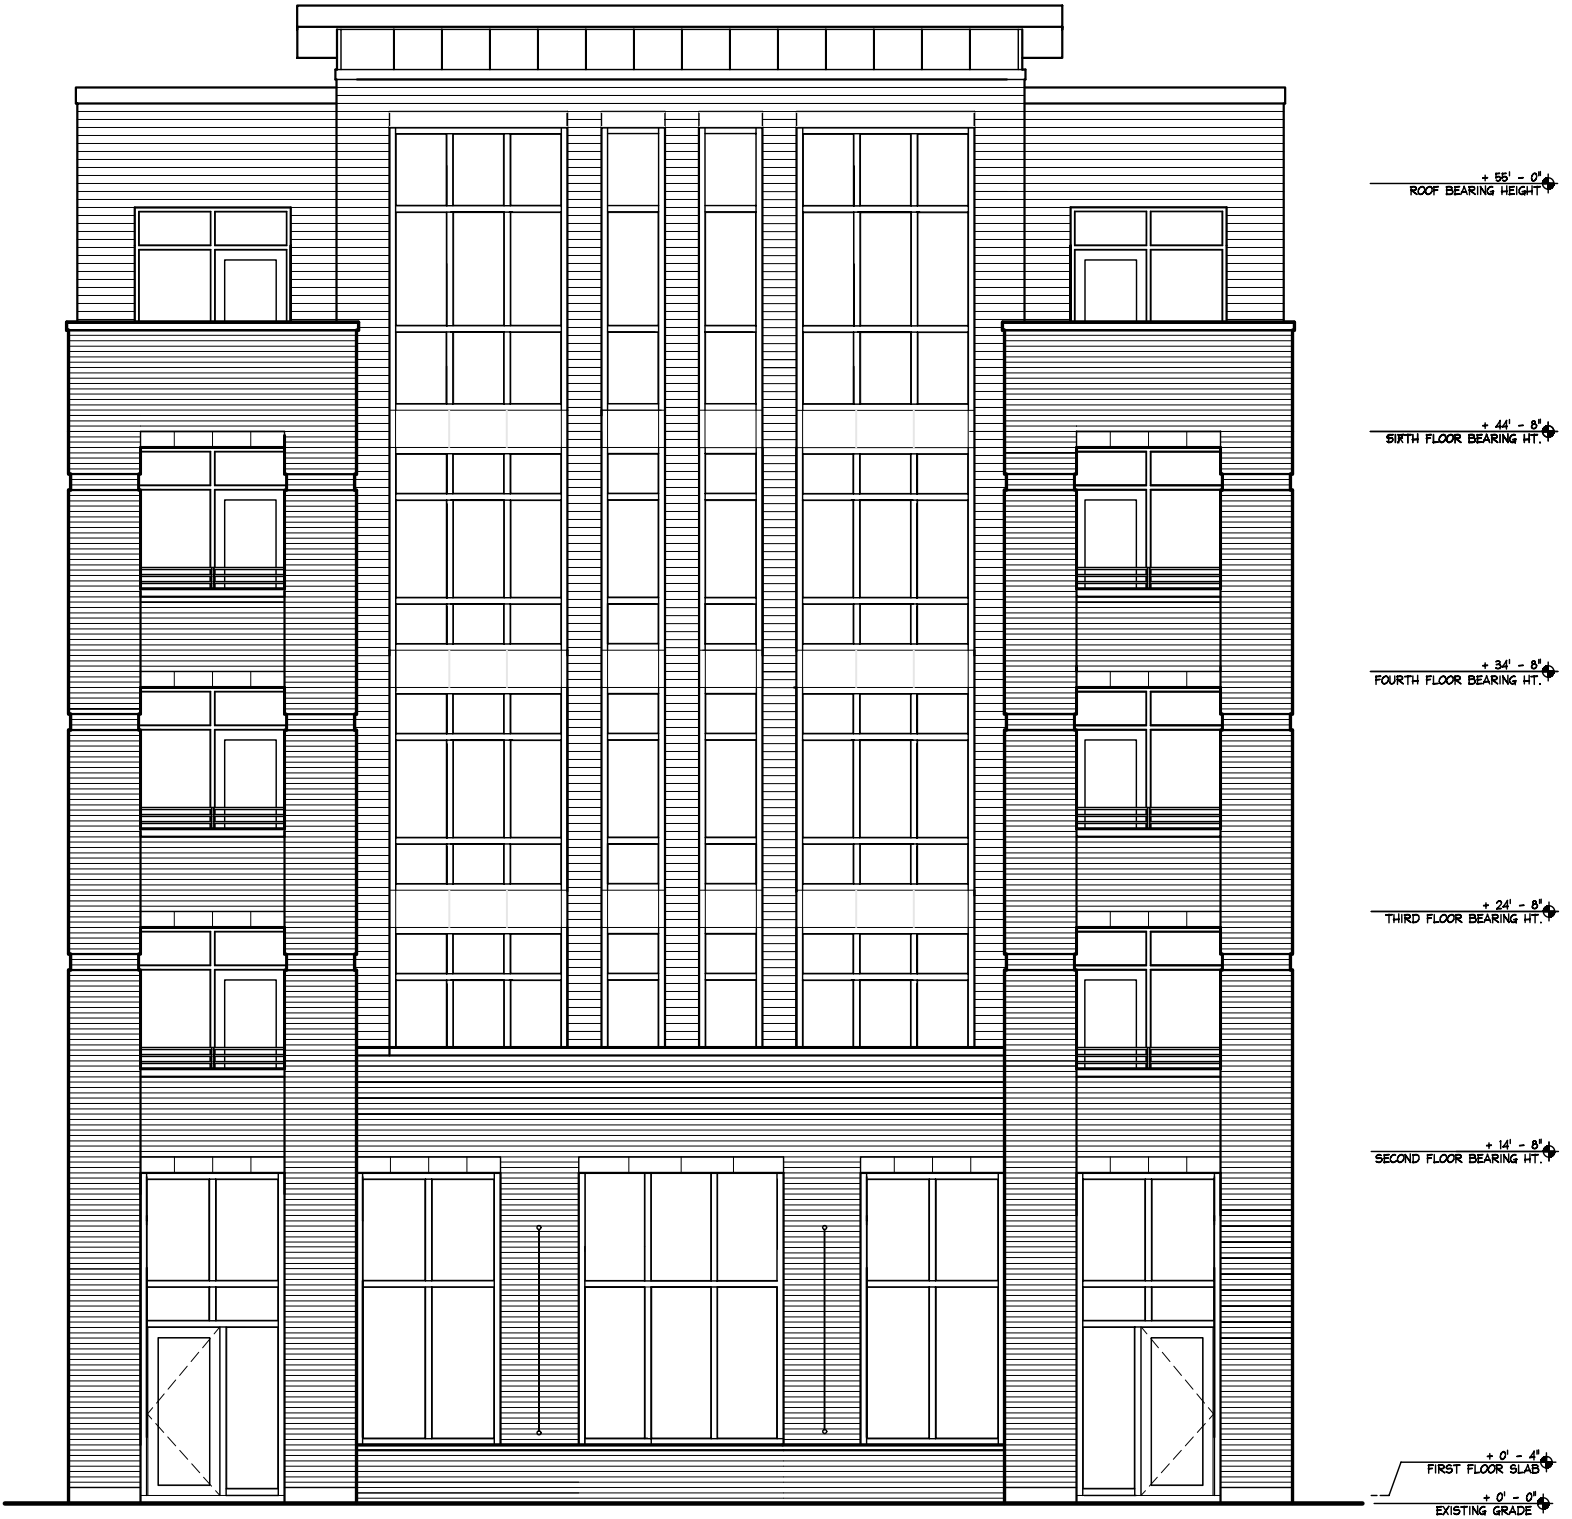 + 55' - 0"
ROOF BEARING HEIGHT
+ 44' - 8"
SIXTH FLOOR BEARING HT.
+ 34' - 8"
FOURTH FLOOR BEARING HT.
+ 24' - 8"
THIRD FLOOR BEARING HT.
+ 14' - 8"
SECOND FLOOR BEARING HT.
+ 0' - 4"
FIRST FLOOR SLAB
+ 0' - 0"
EXISTING GRADE